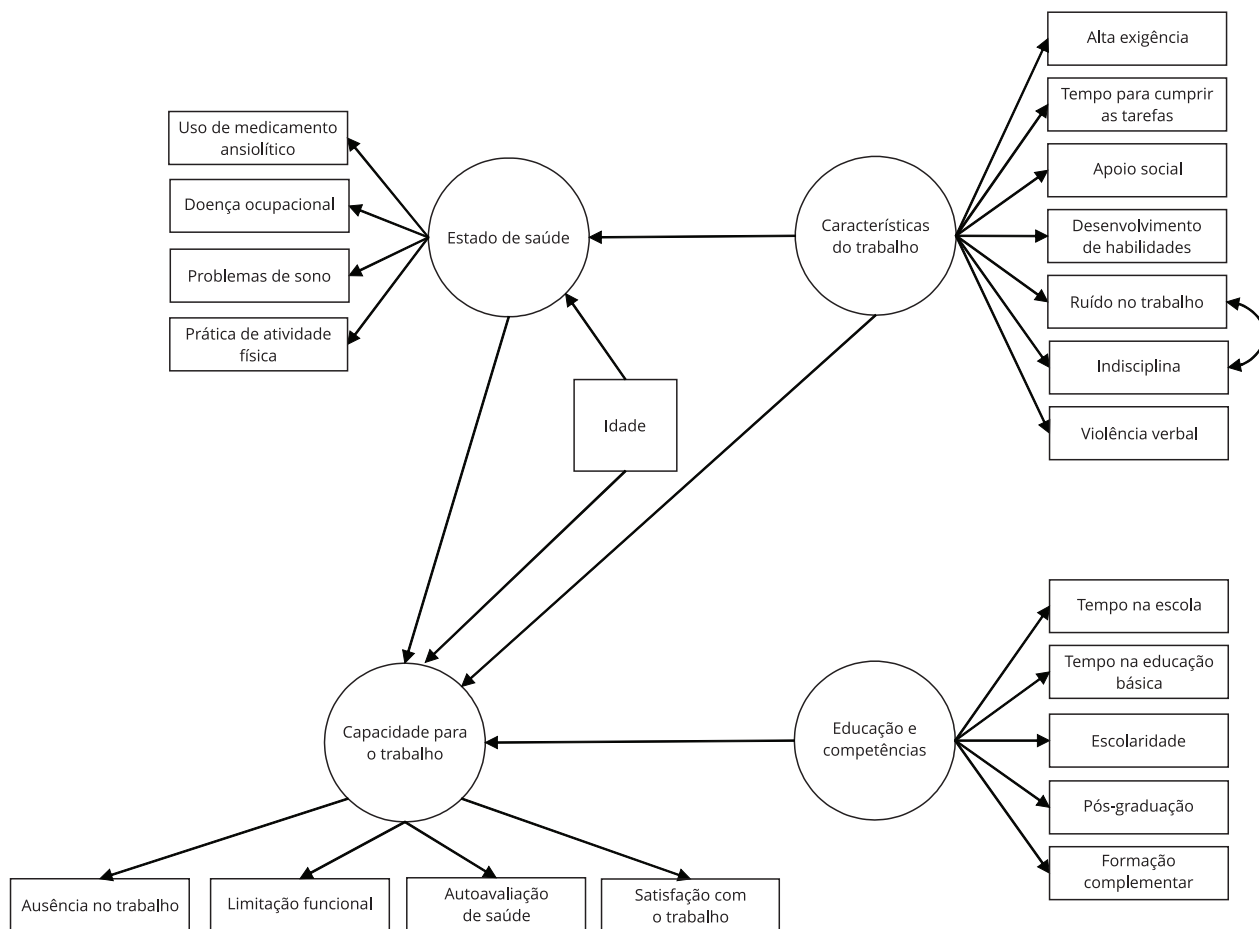 Alta exigência
Tempo para cumprir
as tarefas
Apoio social
Desenvolvimento
de habilidades
Ruído no trabalho
Indisciplina
Violência verbal
Uso de medicamento
ansiolítico
Doença ocupacional
Problemas de sono
Prática de atividade
física
Estado de saúde
Características
do trabalho
Idade
Capacidade para
o trabalho
Educação e
competências
Tempo na escola
Tempo na educação
básica
Escolaridade
Pós-graduação
Formação
complementar
Ausência no trabalho
Limitação funcional
Autoavaliação
de saúde
Satisfação com
o trabalho